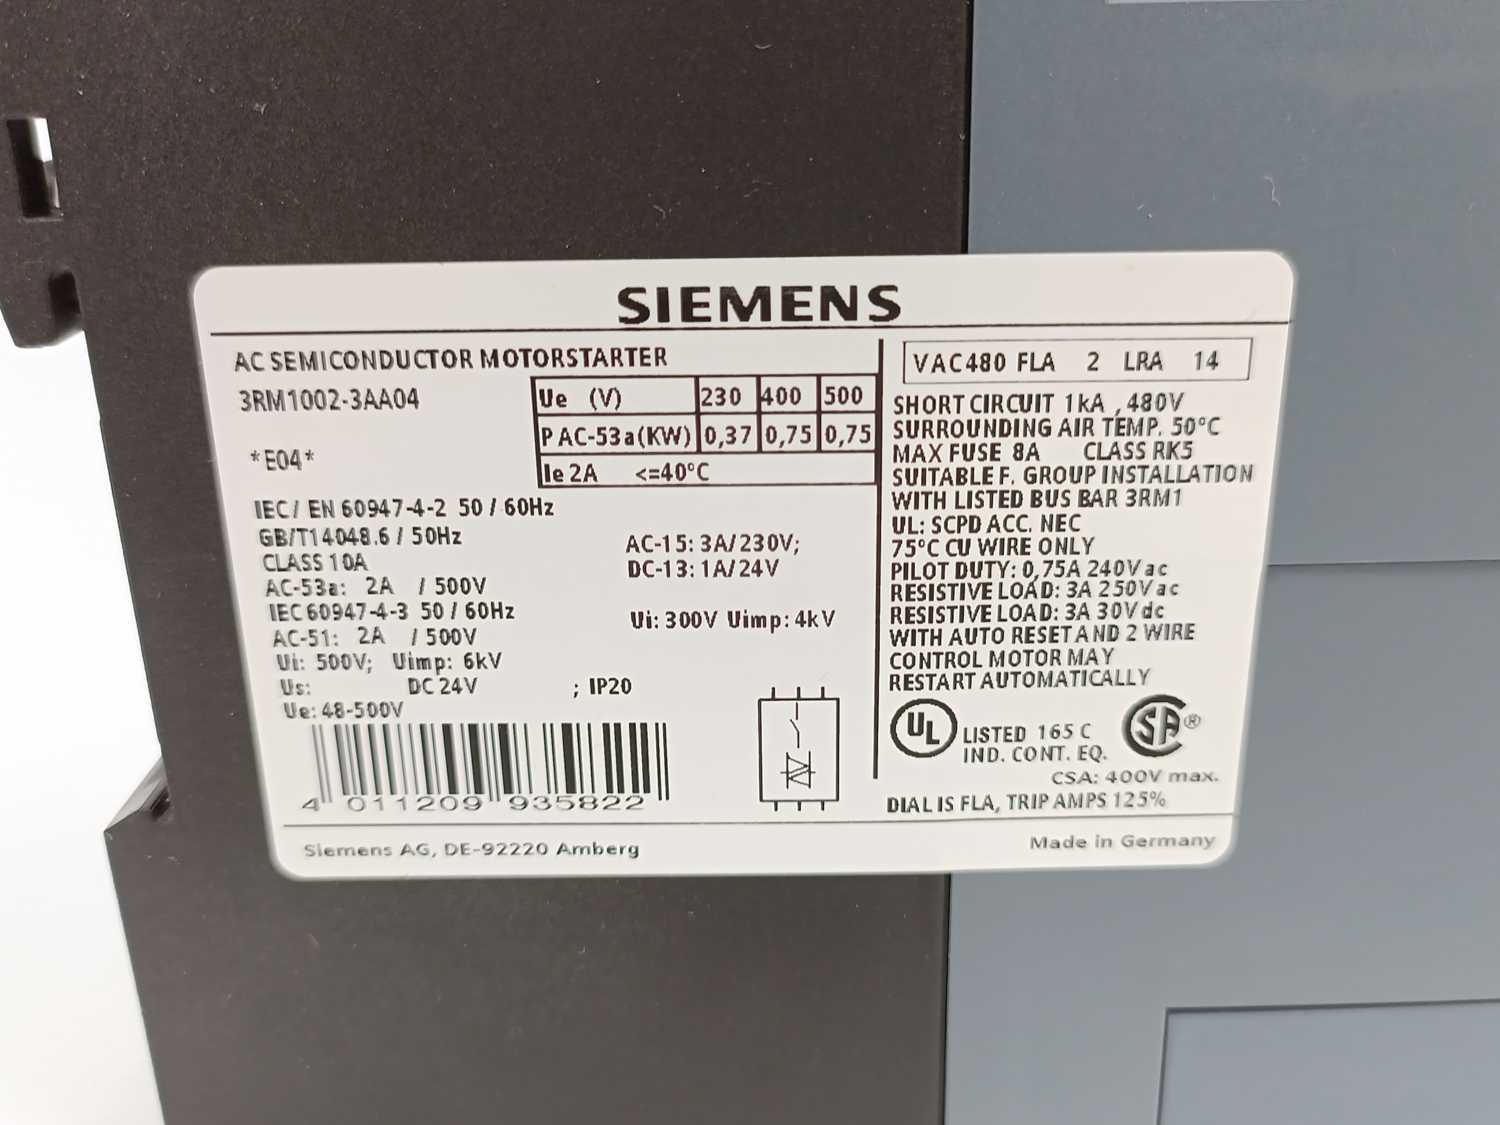 SIEMENS
AC SEMICONDUCTOR MOTORSTARTER
3RM1002-3AA04
*E04*
Ue (V) 230 400 500
P AC-53a(KW) 0,37 0,75 0,75
Ie 2A <=40°C
IEC/ EN 60947-4-2 50 / 60Hz
GB/T14048.6 / 50Hz
CLASS 10A
AC-53a: 2A / 500V
IEC 60947-4-3 50 / 60Hz
AC-51: 2A / 500V
Ui: 500V; Uimp: 6kV
Us: DC 24V ; IP20
Ue: 48-500V
AC-15: 3A/230V;
DC-13: 1A/24V
Ui: 300V Uimp: 4kV
4 011209 935822
VAC480 FLA 2 LRA 14
SHORT CIRCUIT 1kA , 480V
SURROUNDING AIR TEMP. 50°C
MAX FUSE 8A CLASS RK5
SUITABLE F. GROUP INSTALLATION
WITH LISTED BUS BAR 3RM1
UL: SCPD ACC. NEC
75°C CU WIRE ONLY
PILOT DUTY: 0,75A 240Vac
RESISTIVE LOAD: 3A 250Vac
RESISTIVE LOAD: 3A 30Vdc
WITH AUTO RESET AND 2 WIRE
CONTROL MOTOR MAY
RESTART AUTOMATICALLY
UL LISTED 165 C
IND. CONT. EQ.
SA ®
CSA: 400V max.
DIAL IS FLA, TRIP AMPS 125%
Siemens AG, DE-92220 Amberg
Made in Germany